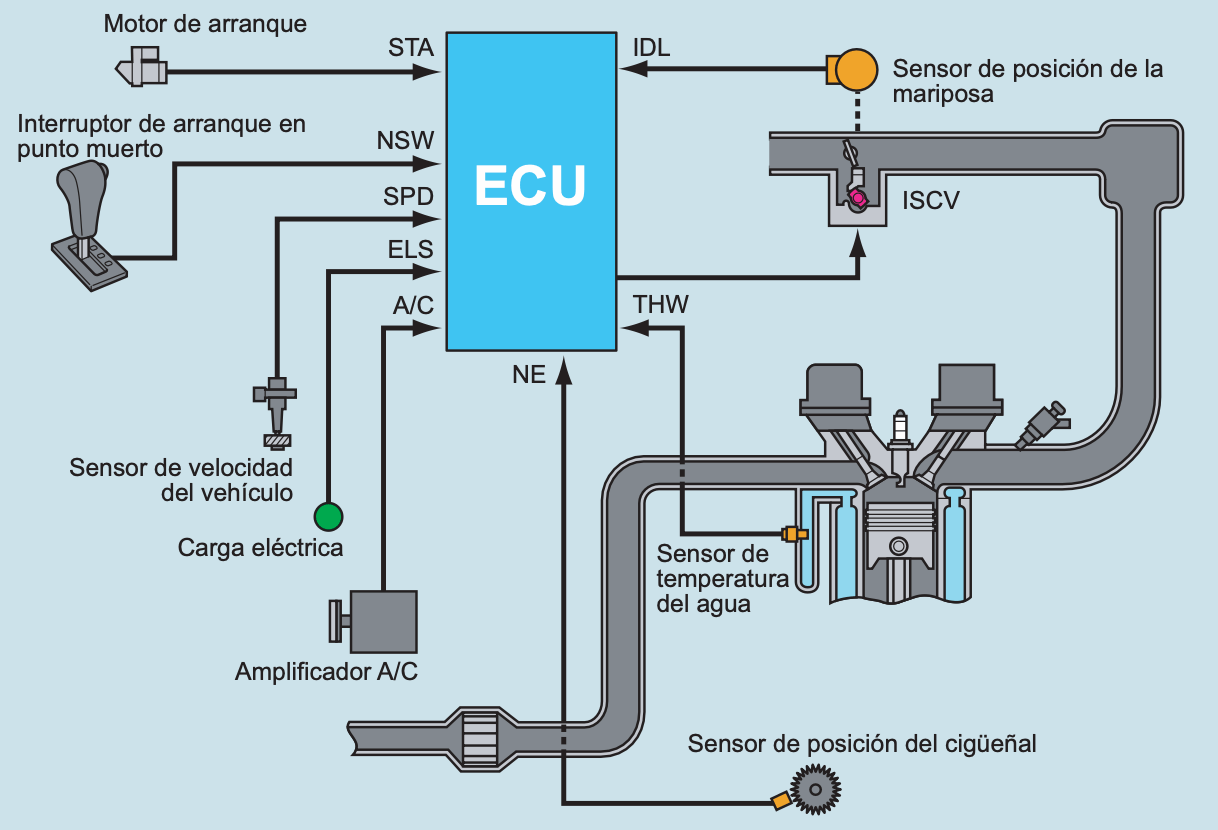 Motor de arranque
STA
IDL
Sensor de posición de la
mariposa
Interruptor de arranque en
punto muerto
NSW
ECU
SPD
ISCV
ELS
A/C
THW
NE
Sensor de velocidad
del vehículo
Carga eléctrica
Sensor de
temperatura
del agua
Amplificador A/C
Sensor de posición del cigüeñal